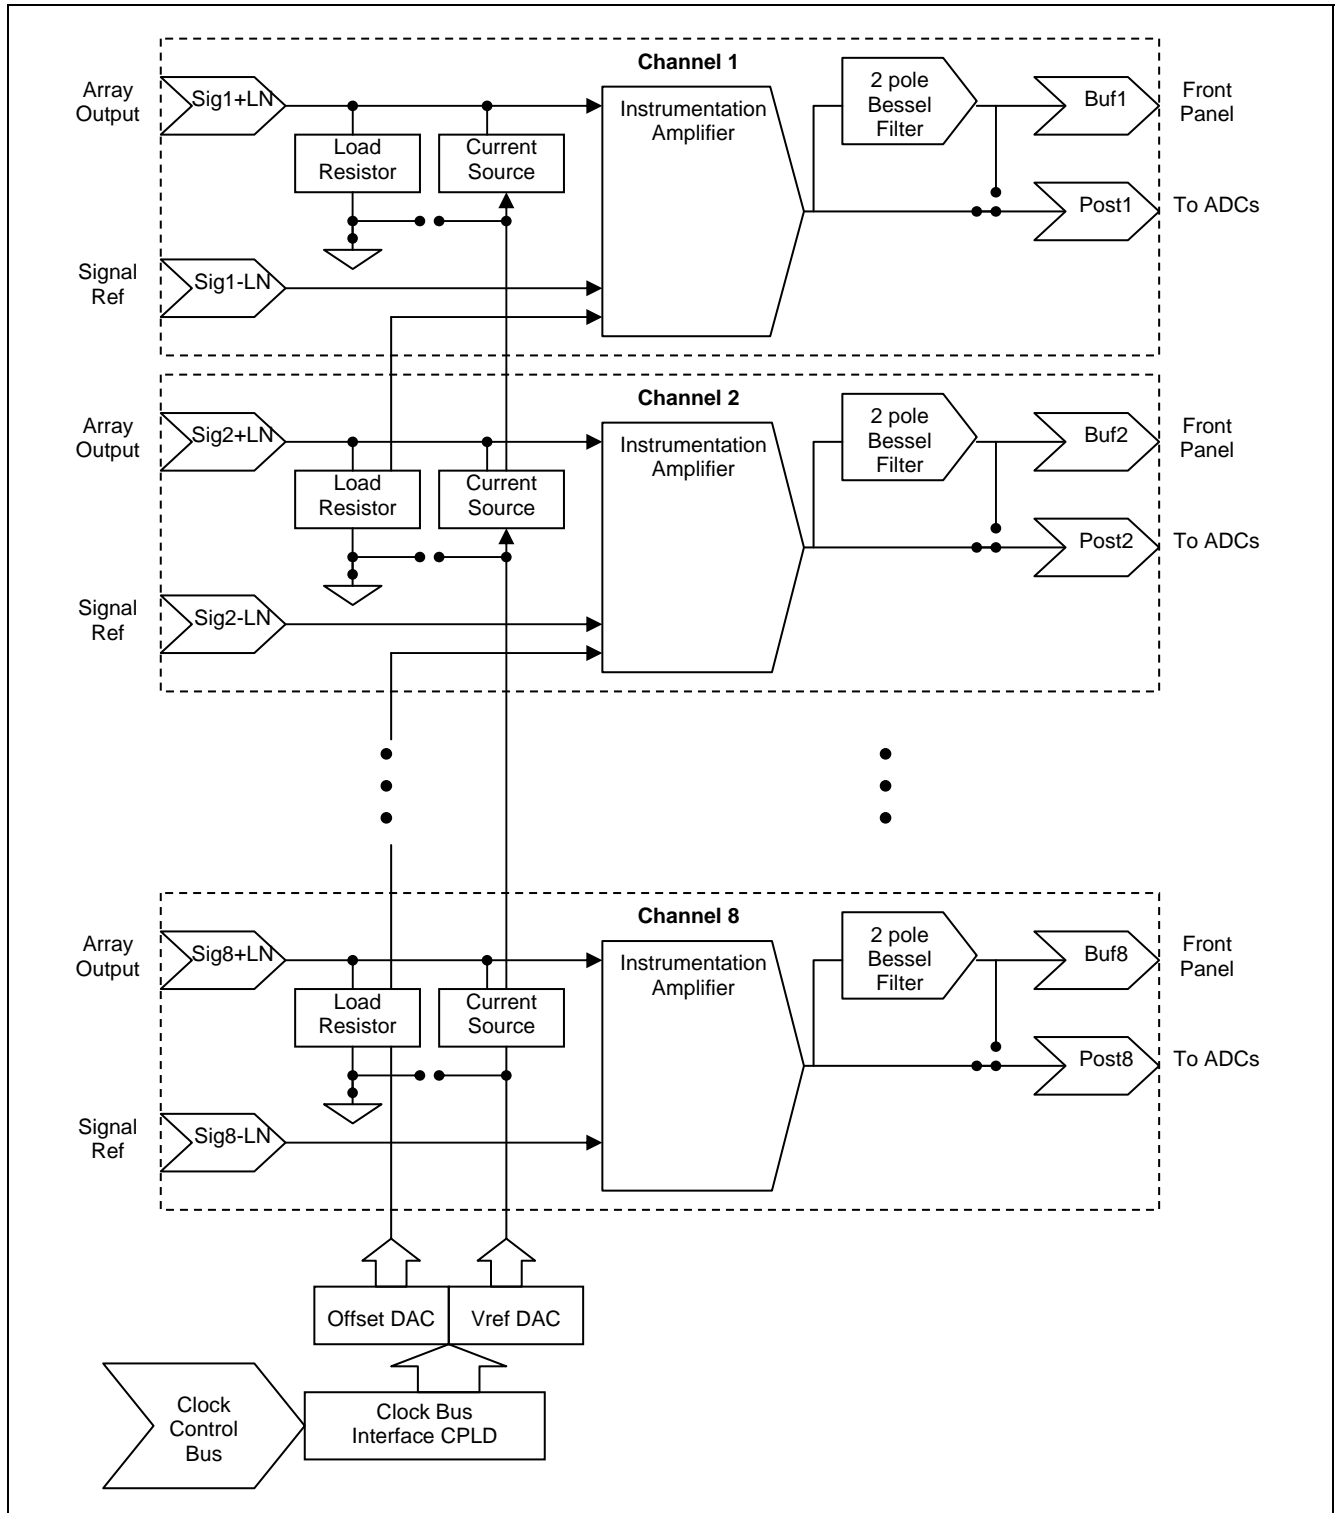 Channel 1
Array
Output
Sig1+LN
Load
Resistor
Current
Source
Instrumentation
Amplifier
2 pole
Bessel
Filter
Buf1
Front
Panel
Post1
To ADCs
Signal
Ref
Sig1-LN
Channel 2
Array
Output
Sig2+LN
Load
Resistor
Current
Source
Instrumentation
Amplifier
2 pole
Bessel
Filter
Buf2
Front
Panel
Post2
To ADCs
Signal
Ref
Sig2-LN
Channel 8
Array
Output
Sig8+LN
Load
Resistor
Current
Source
Instrumentation
Amplifier
2 pole
Bessel
Filter
Buf8
Front
Panel
Post8
To ADCs
Signal
Ref
Sig8-LN
Offset DAC
Vref DAC
Clock
Control
Bus
Clock Bus
Interface CPLD